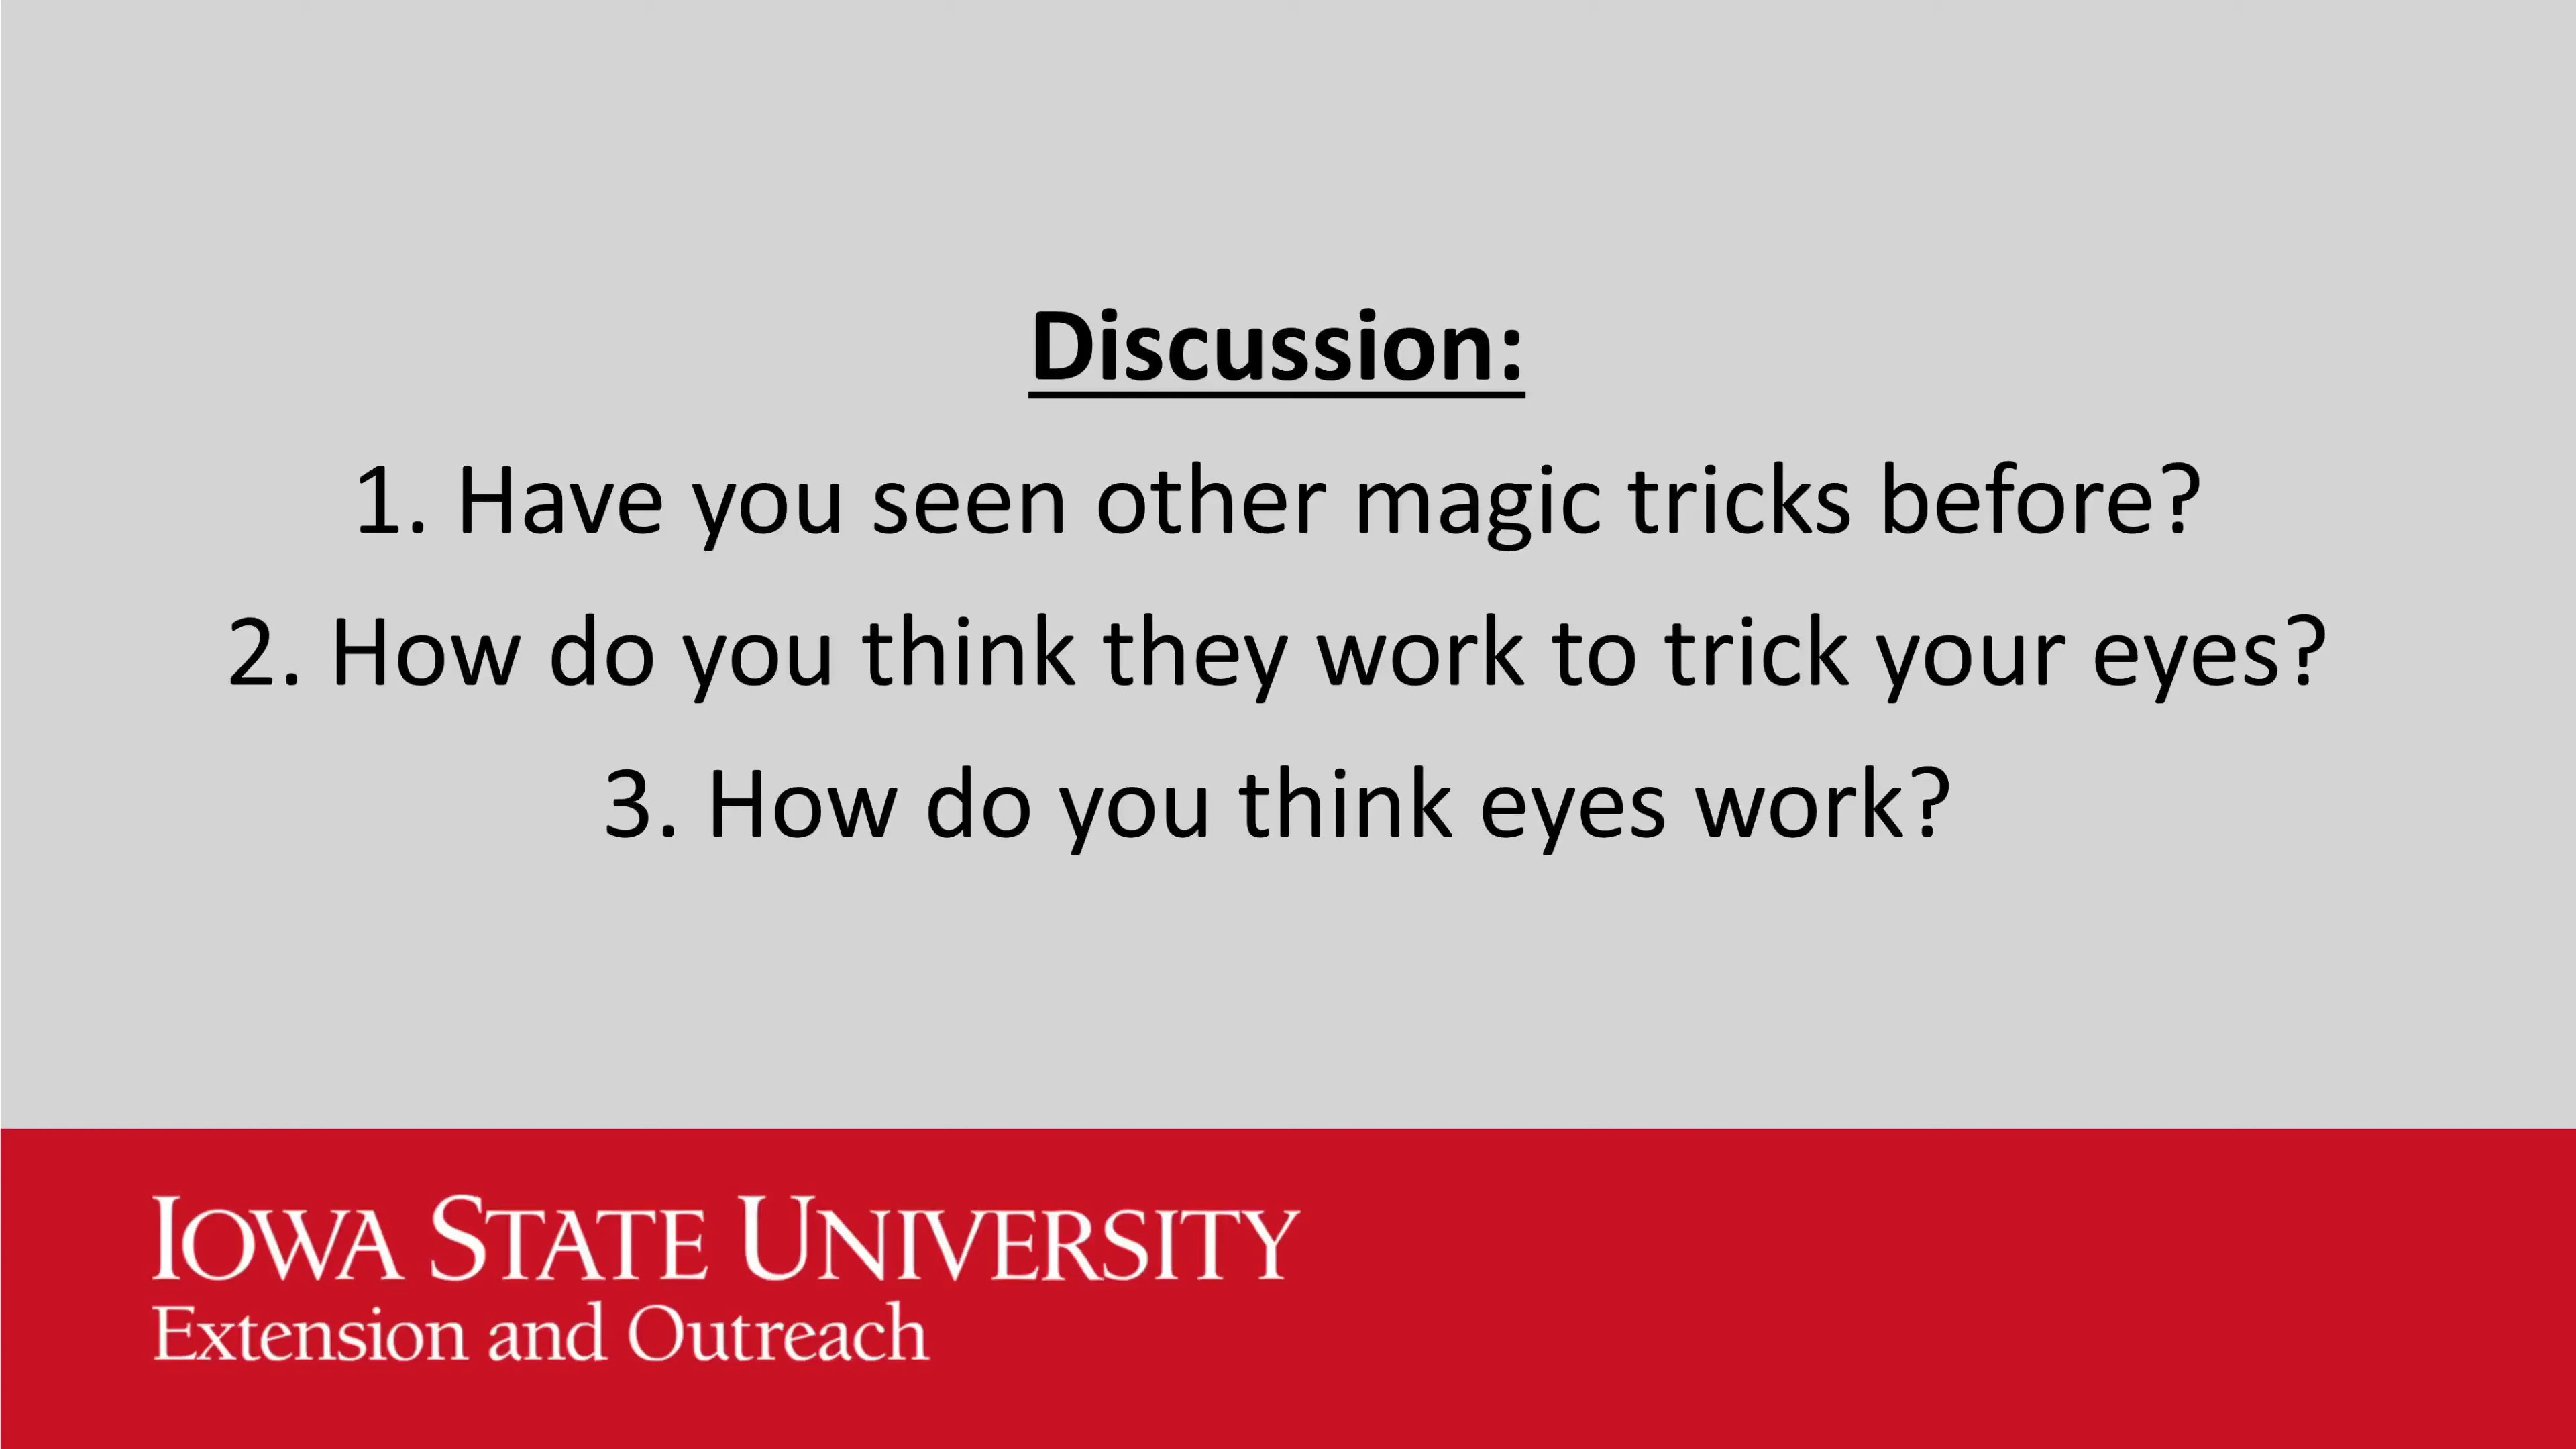 Discussion:
1. Have you seen other magic tricks before?
2. How do you think they work to trick your eyes?
3. How do you think eyes work?
IOWA STATE UNIVERSITY
Extension and Outreach